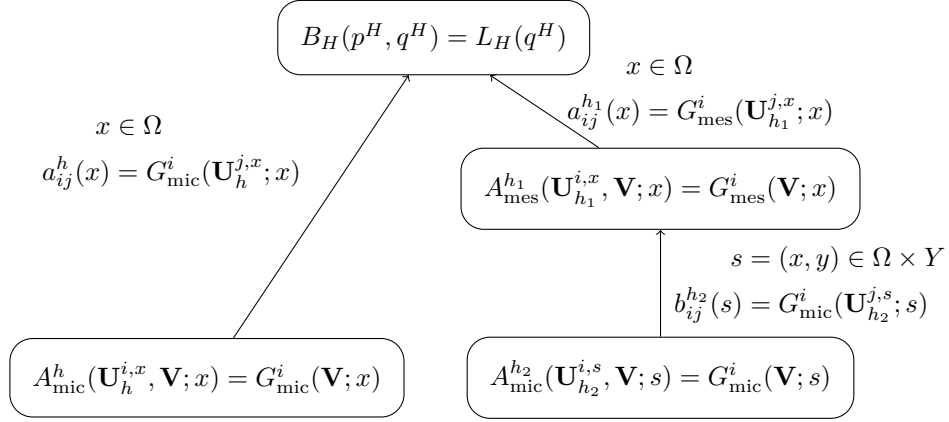 B_H(p^H, q^H) = L_H(q^H)
x ∈ Ω
a_{ij}^{h_1}(x) = G_{mes}^i(𝐔_{h_1}^{j,x}; x)
x ∈ Ω
a_{ij}^h(x) = G_{mic}^i(𝐔_h^{j,x}; x)
A_{mes}^{h_1}(𝐔_{h_1}^{i,x}, 𝐕; x) = G_{mes}^i(𝐕; x)
s = (x, y) ∈ Ω × Y
b_{ij}^{h_2}(s) = G_{mic}^i(𝐔_{h_2}^{j,s}; s)
A_{mic}^h(𝐔_h^{i,x}, 𝐕; x) = G_{mic}^i(𝐕; x)
A_{mic}^{h_2}(𝐔_{h_2}^{i,s}, 𝐕; s) = G_{mic}^i(𝐕; s)